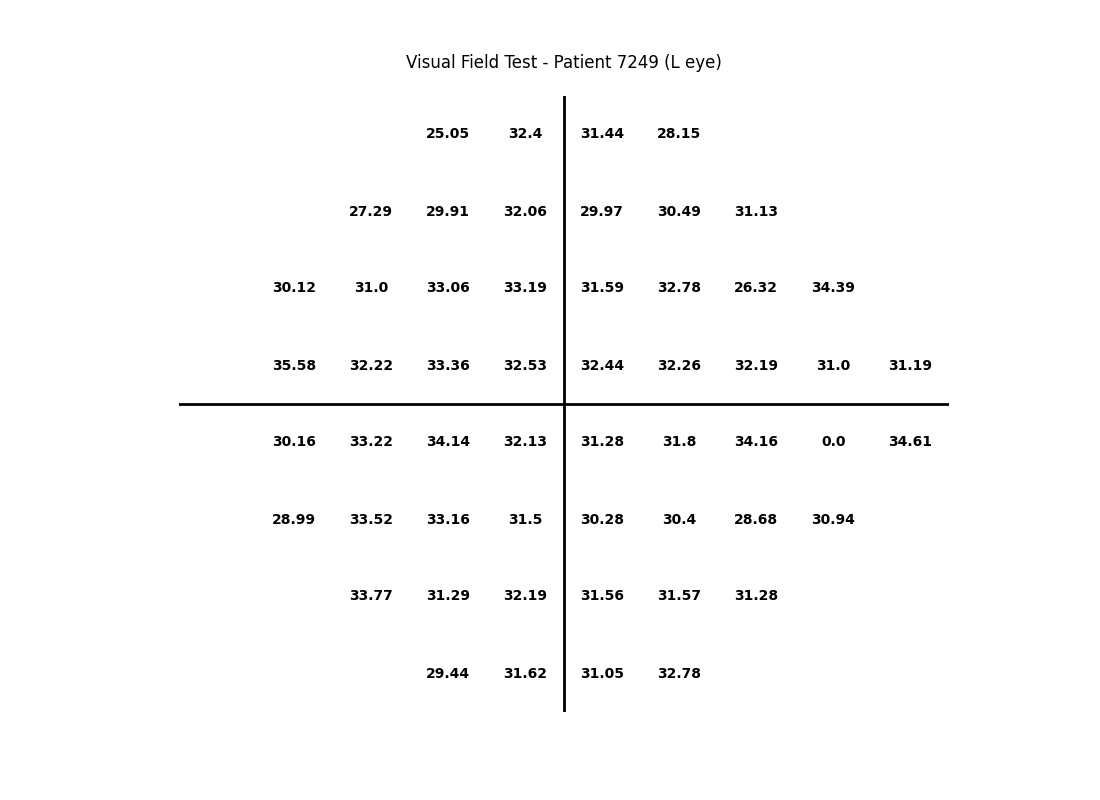 Visual Field Test - Patient 7249 (L eye)
25.05 32.4 31.44 28.15
27.29 29.91 32.06 29.97 30.49 31.13
30.12 31.0 33.06 33.19 31.59 32.78 26.32 34.39
35.58 32.22 33.36 32.53 32.44 32.26 32.19 31.0 31.19
30.16 33.22 34.14 32.13 31.28 31.8 34.16 0.0 34.61
28.99 33.52 33.16 31.5 30.28 30.4 28.68 30.94
33.77 31.29 32.19 31.56 31.57 31.28
29.44 31.62 31.05 32.78